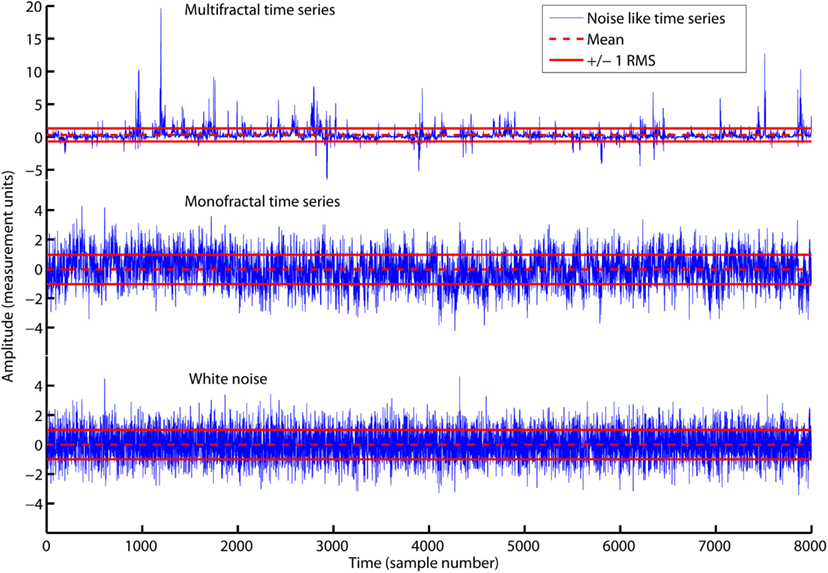 Multifractal time series
Noise like time series
Mean
+/− 1 RMS
20
15
10
5
0
−5
Monofractal time series
4
2
0
−2
−4
White noise
4
2
0
−2
−4
0 1000 2000 3000 4000 5000 6000 7000 8000
Time (sample number)
Amplitude (measurement units)